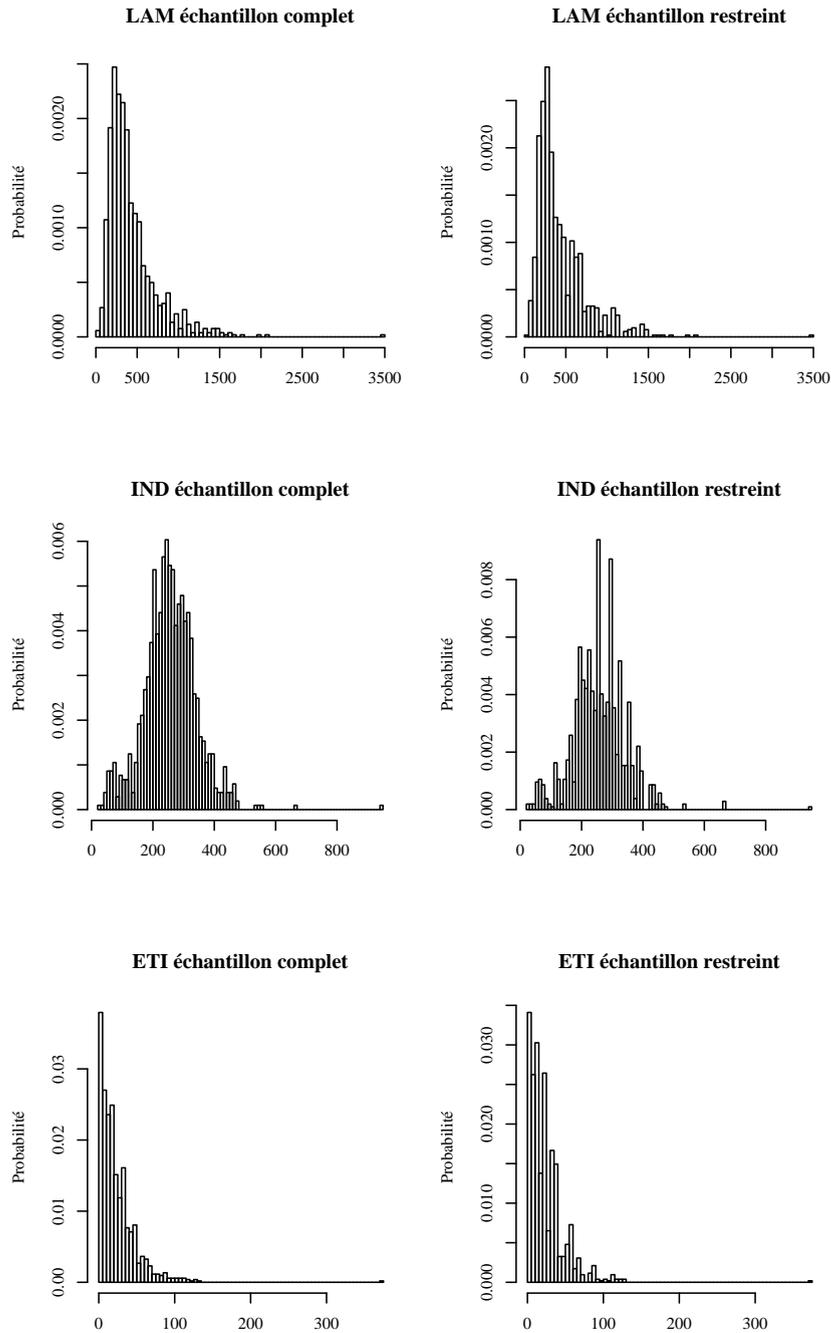 LAM échantillon complet
Probabilité
0.0000
0.0010
0.0020
0 500 1500 2500 3500
LAM échantillon restreint
Probabilité
0.0000
0.0010
0.0020
0 500 1500 2500 3500
IND échantillon complet
Probabilité
0.000
0.002
0.004
0.006
0 200 400 600 800
IND échantillon restreint
Probabilité
0.000
0.002
0.004
0.006
0.008
0 200 400 600 800
ETI échantillon complet
Probabilité
0.00
0.01
0.02
0.03
0 100 200 300
ETI échantillon restreint
Probabilité
0.000
0.010
0.020
0.030
0 100 200 300